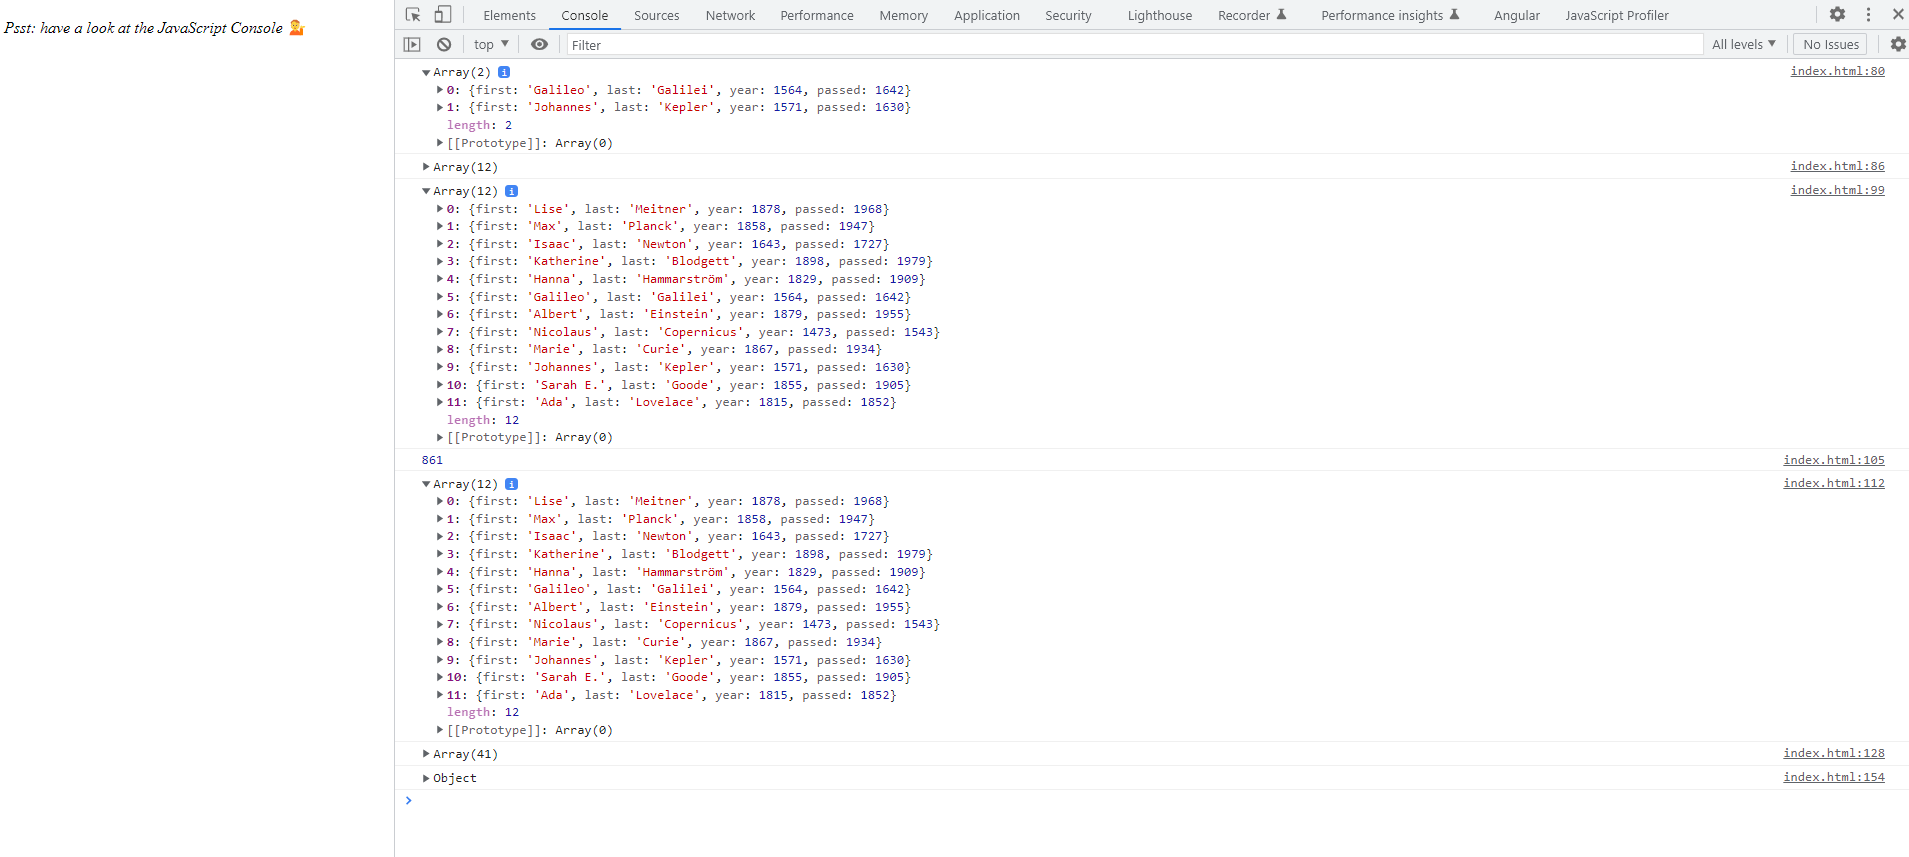 Psst: have a look at the JavaScript Console 💁
Elements Console Sources Network Performance Memory Application Security Lighthouse Recorder Performance insights Angular JavaScript Profiler
top Filter All levels No Issues
Array(2) i index.html:80
0: {first: 'Galileo', last: 'Galilei', year: 1564, passed: 1642}
1: {first: 'Johannes', last: 'Kepler', year: 1571, passed: 1630}
length: 2
[[Prototype]]: Array(0)
Array(12) index.html:86
Array(12) i index.html:99
0: {first: 'Lise', last: 'Meitner', year: 1878, passed: 1968}
1: {first: 'Max', last: 'Planck', year: 1858, passed: 1947}
2: {first: 'Isaac', last: 'Newton', year: 1643, passed: 1727}
3: {first: 'Katherine', last: 'Blodgett', year: 1898, passed: 1979}
4: {first: 'Hanna', last: 'Hammarström', year: 1829, passed: 1909}
5: {first: 'Galileo', last: 'Galilei', year: 1564, passed: 1642}
6: {first: 'Albert', last: 'Einstein', year: 1879, passed: 1955}
7: {first: 'Nicolaus', last: 'Copernicus', year: 1473, passed: 1543}
8: {first: 'Marie', last: 'Curie', year: 1867, passed: 1934}
9: {first: 'Johannes', last: 'Kepler', year: 1571, passed: 1630}
10: {first: 'Sarah E.', last: 'Goode', year: 1855, passed: 1905}
11: {first: 'Ada', last: 'Lovelace', year: 1815, passed: 1852}
length: 12
[[Prototype]]: Array(0)
861 index.html:105
Array(12) i index.html:112
0: {first: 'Lise', last: 'Meitner', year: 1878, passed: 1968}
1: {first: 'Max', last: 'Planck', year: 1858, passed: 1947}
2: {first: 'Isaac', last: 'Newton', year: 1643, passed: 1727}
3: {first: 'Katherine', last: 'Blodgett', year: 1898, passed: 1979}
4: {first: 'Hanna', last: 'Hammarström', year: 1829, passed: 1909}
5: {first: 'Galileo', last: 'Galilei', year: 1564, passed: 1642}
6: {first: 'Albert', last: 'Einstein', year: 1879, passed: 1955}
7: {first: 'Nicolaus', last: 'Copernicus', year: 1473, passed: 1543}
8: {first: 'Marie', last: 'Curie', year: 1867, passed: 1934}
9: {first: 'Johannes', last: 'Kepler', year: 1571, passed: 1630}
10: {first: 'Sarah E.', last: 'Goode', year: 1855, passed: 1905}
11: {first: 'Ada', last: 'Lovelace', year: 1815, passed: 1852}
length: 12
[[Prototype]]: Array(0)
Array(41) index.html:128
Object index.html:154